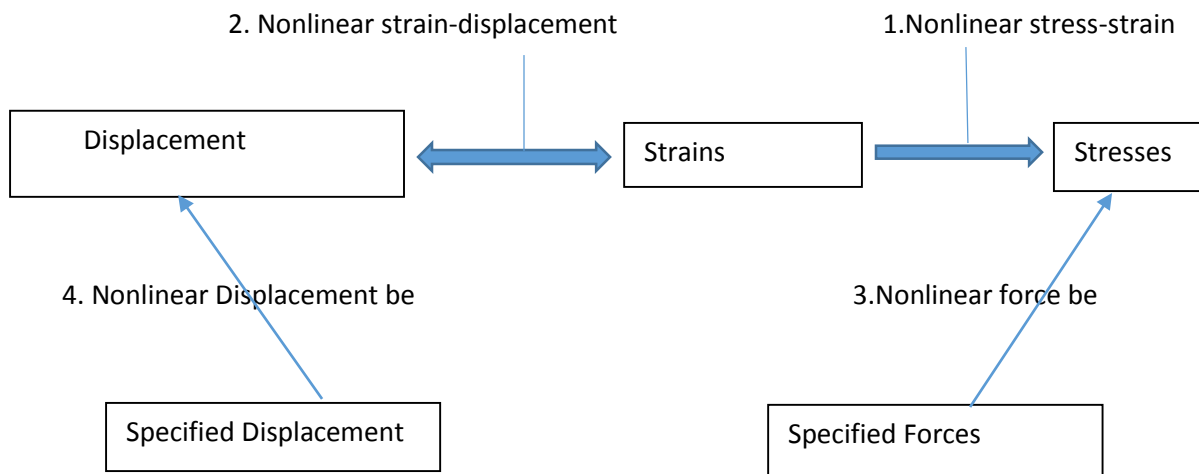 2. Nonlinear strain-displacement
1.Nonlinear stress-strain
Displacement
Strains
Stresses
4. Nonlinear Displacement be
3.Nonlinear force be
Specified Displacement
Specified Forces